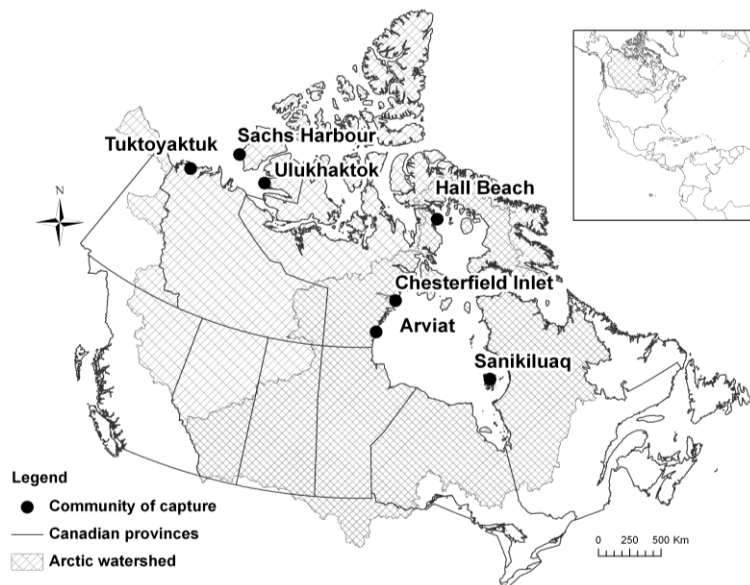 Sachs Harbour
Tuktoyaktuk
Ulukhaktok
Hall Beach
N
Chesterfield Inlet
Arviat
Sanikiluaq
Legend
Community of capture
Canadian provinces
Arctic watershed
0 250 500 Km